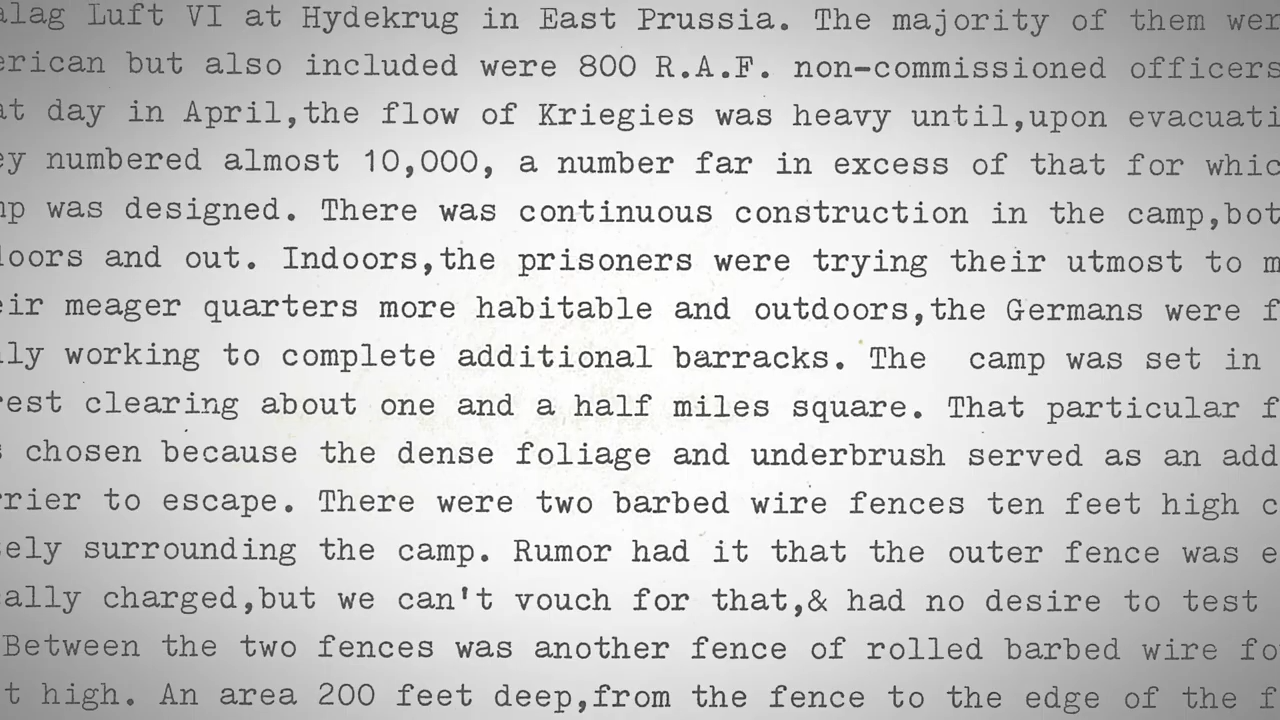 alag Luft VI at Hydekrug in East Prussia. The majority of them wer
erican but also included were 800 R.A.F. non-commissioned officers
at day in April,the flow of Kriegies was heavy until,upon evacuati
ey numbered almost 10,000, a number far in excess of that for whic
mp was designed. There was continuous construction in the camp,bot
doors and out. Indoors,the prisoners were trying their utmost to m
eir meager quarters more habitable and outdoors,the Germans were f
lly working to complete additional barracks. The camp was set in
rest clearing about one and a half miles square. That particular f
s chosen because the dense foliage and underbrush served as an add
rrier to escape. There were two barbed wire fences ten feet high c
tely surrounding the camp. Rumor had it that the outer fence was e
cally charged,but we can't vouch for that,& had no desire to test
Between the two fences was another fence of rolled barbed wire fo
t high. An area 200 feet deep,from the fence to the edge of the f